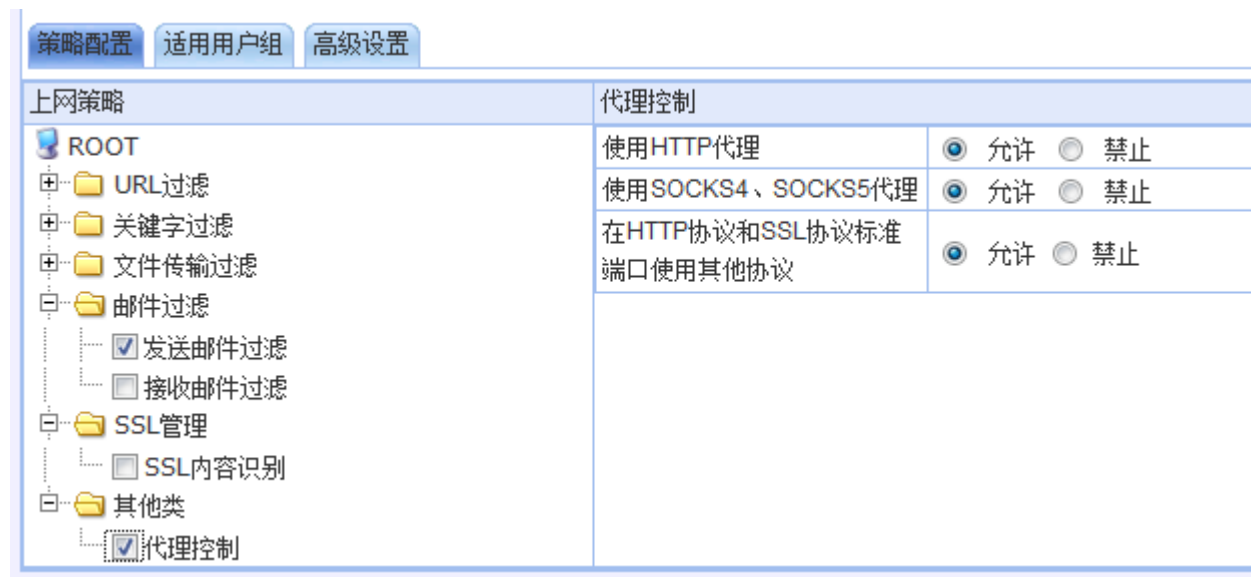 策略配置 适用用户组 高级设置
上网策略
ROOT
URL过滤
关键字过滤
文件传输过滤
邮件过滤
发送邮件过滤
接收邮件过滤
SSL管理
SSL内容识别
其他类
代理控制
代理控制
使用HTTP代理 允许 禁止
使用SOCKS4、SOCKS5代理 允许 禁止
在HTTP协议和SSL协议标准
端口使用其他协议
允许 禁止